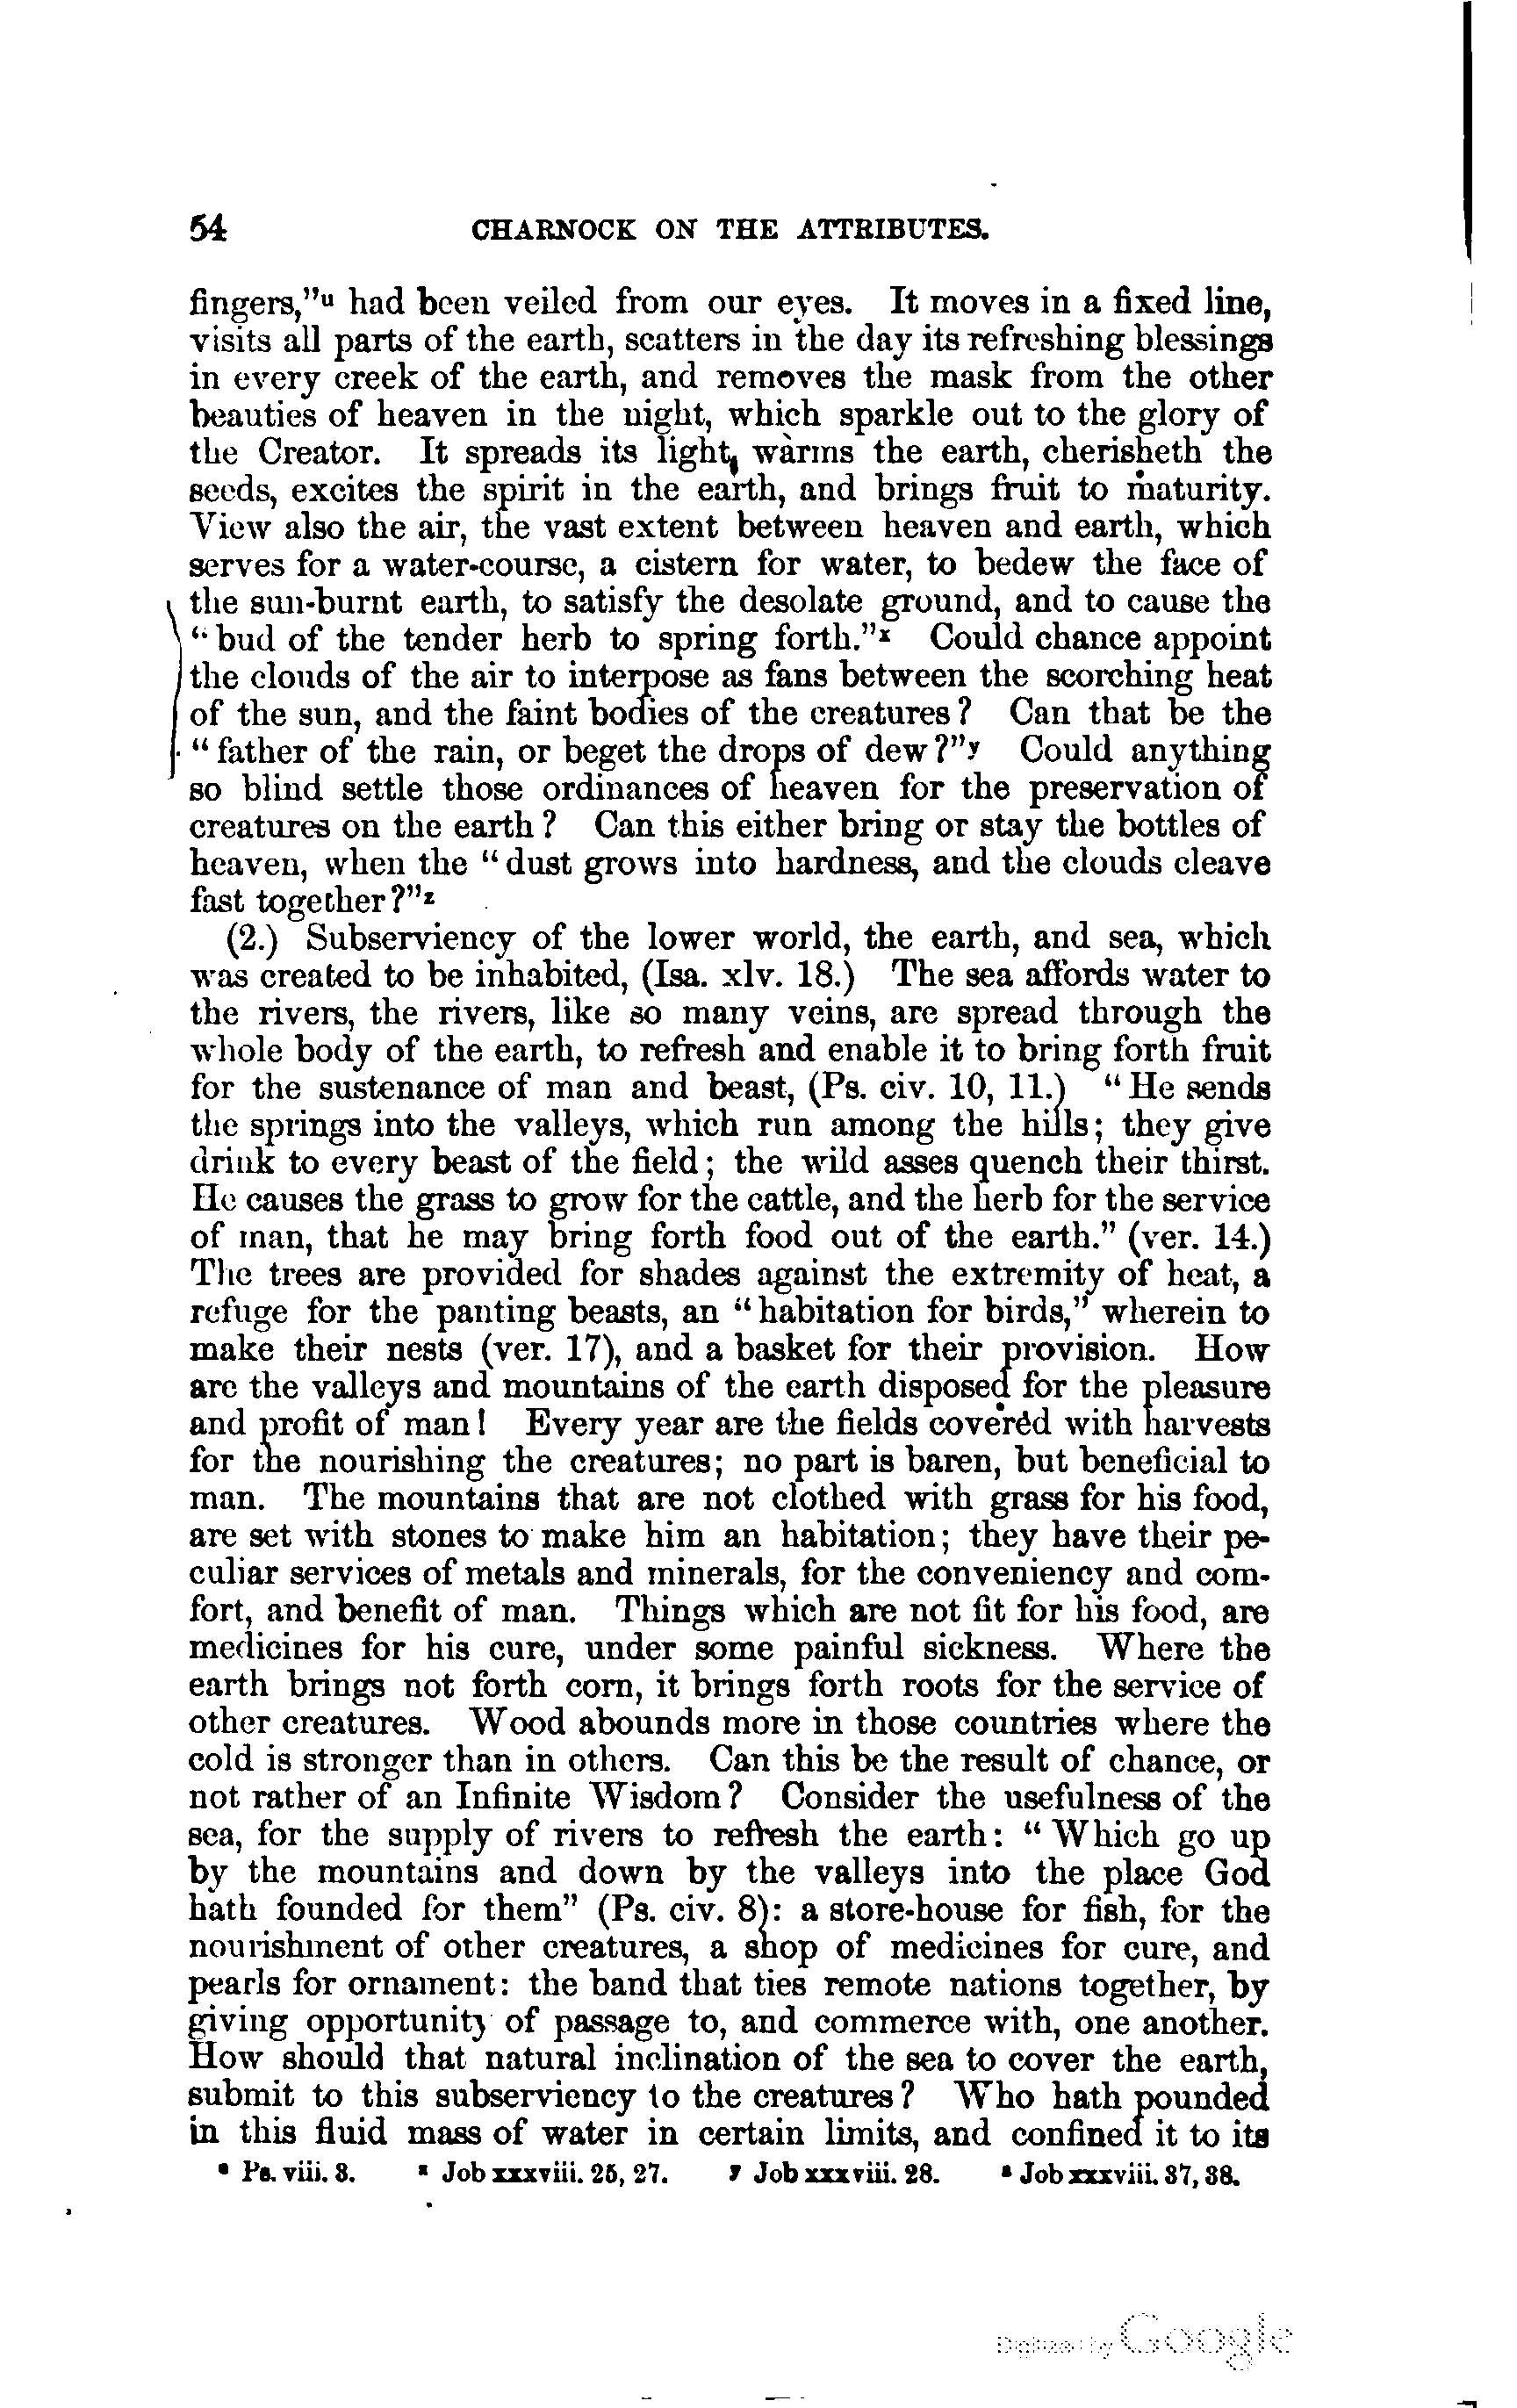 54 CHARNOCK ON THE ATTRIBUTES.
fingers,"u had been veiled from our eyes. It moves in a fixed line,
visits all parts of the earth, scatters in the day its refreshing blessings
in every creek of the earth, and removes the mask from the other
beauties of heaven in the night, which sparkle out to the glory of
the Creator. It spreads its light, warms the earth, cherisheth the
seeds, excites the spirit in the earth, and brings fruit to maturity.
View also the air, the vast extent between heaven and earth, which
serves for a water-course, a cistern for water, to bedew the face of
the sun-burnt earth, to satisfy the desolate ground, and to cause the
"bud of the tender herb to spring forth."x Could chance appoint
the clouds of the air to interpose as fans between the scorching heat
of the sun, and the faint bodies of the creatures? Can that be the
"father of the rain, or beget the drops of dew?"y Could anything
so blind settle those ordinances of heaven for the preservation of
creatures on the earth? Can this either bring or stay the bottles of
heaven, when the "dust grows into hardness, and the clouds cleave
fast together?"z
(2.) Subserviency of the lower world, the earth, and sea, which
was created to be inhabited, (Isa. xlv. 18.) The sea affords water to
the rivers, the rivers, like so many veins, are spread through the
whole body of the earth, to refresh and enable it to bring forth fruit
for the sustenance of man and beast, (Ps. civ. 10, 11.) "He sends
the springs into the valleys, which run among the hills; they give
drink to every beast of the field; the wild asses quench their thirst.
He causes the grass to grow for the cattle, and the herb for the service
of man, that he may bring forth food out of the earth." (ver. 14.)
The trees are provided for shades against the extremity of heat, a
refuge for the panting beasts, an "habitation for birds," wherein to
make their nests (ver. 17), and a basket for their provision. How
are the valleys and mountains of the earth disposed for the pleasure
and profit of man! Every year are the fields covered with harvests
for the nourishing the creatures; no part is baren, but beneficial to
man. The mountains that are not clothed with grass for his food,
are set with stones to make him an habitation; they have their pe-
culiar services of metals and minerals, for the conveniency and com-
fort, and benefit of man. Things which are not fit for his food, are
medicines for his cure, under some painful sickness. Where the
earth brings not forth corn, it brings forth roots for the service of
other creatures. Wood abounds more in those countries where the
cold is stronger than in others. Can this be the result of chance, or
not rather of an Infinite Wisdom? Consider the usefulness of the
sea, for the supply of rivers to refresh the earth: "Which go up
by the mountains and down by the valleys into the place God
hath founded for them" (Ps. civ. 8): a store-house for fish, for the
nourishment of other creatures, a shop of medicines for cure, and
pearls for ornament: the band that ties remote nations together, by
giving opportunity of passage to, and commerce with, one another.
How should that natural inclination of the sea to cover the earth,
submit to this subserviency to the creatures? Who hath pounded
in this fluid mass of water in certain limits, and confined it to its
u Ps. viii. 3. x Job xxxviii. 25, 27. y Job xxxviii. 28. z Job xxxviii. 37, 38.
Digitized by Google